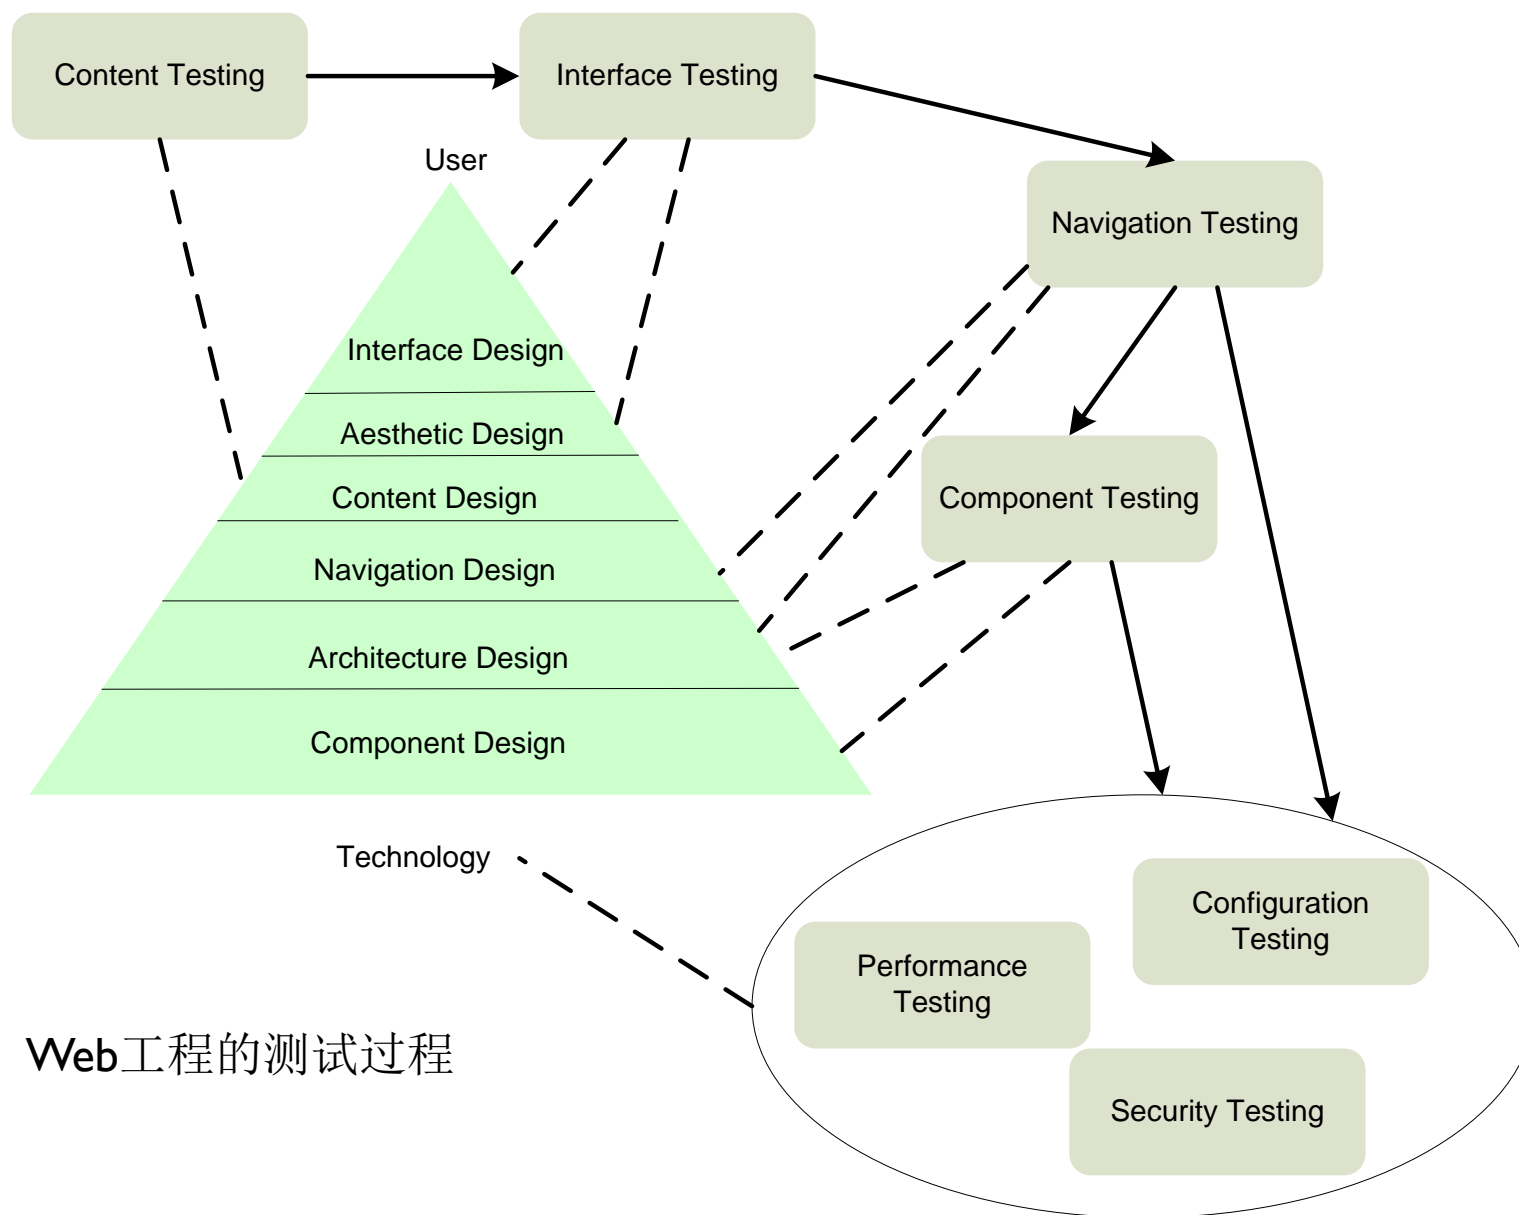 Content Testing
Interface Testing
User
Navigation Testing
Interface Design
Aesthetic Design
Content Design
Component Testing
Navigation Design
Architecture Design
Component Design
Technology
Configuration
Testing
Performance
Testing
Web工程的测试过程
Security Testing